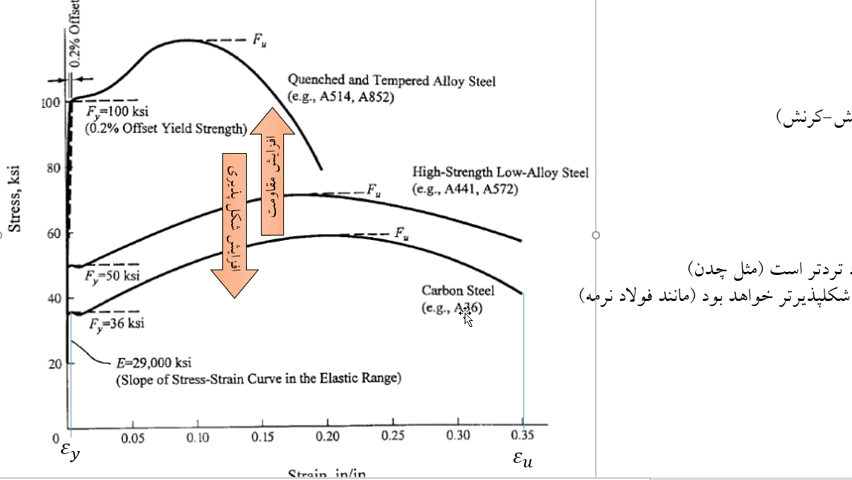 0.2% Offset
F_u
Quenched and Tempered Alloy Steel
(e.g., A514, A852)
100
F_y=100 ksi
(0.2% Offset Yield Strength)
افزایش مقاومت
افزایش شکل پذیری
ش-کرنش)
80
High-Strength Low-Alloy Steel
(e.g., A441, A572)
F_u
Stress, ksi
60
F_u
F_y=50 ksi
تردتر است (مثل چدن)
شکلپذیرتر خواهد بود (مانند فولاد نرمه)
Carbon Steel
(e.g., A36)
40
F_y=36 ksi
20
E=29,000 ksi
(Slope of Stress-Strain Curve in the Elastic Range)
0
0.05
0.10
0.15
0.20
0.25
0.30
0.35
ε_y
ε_u
Strain, in/in